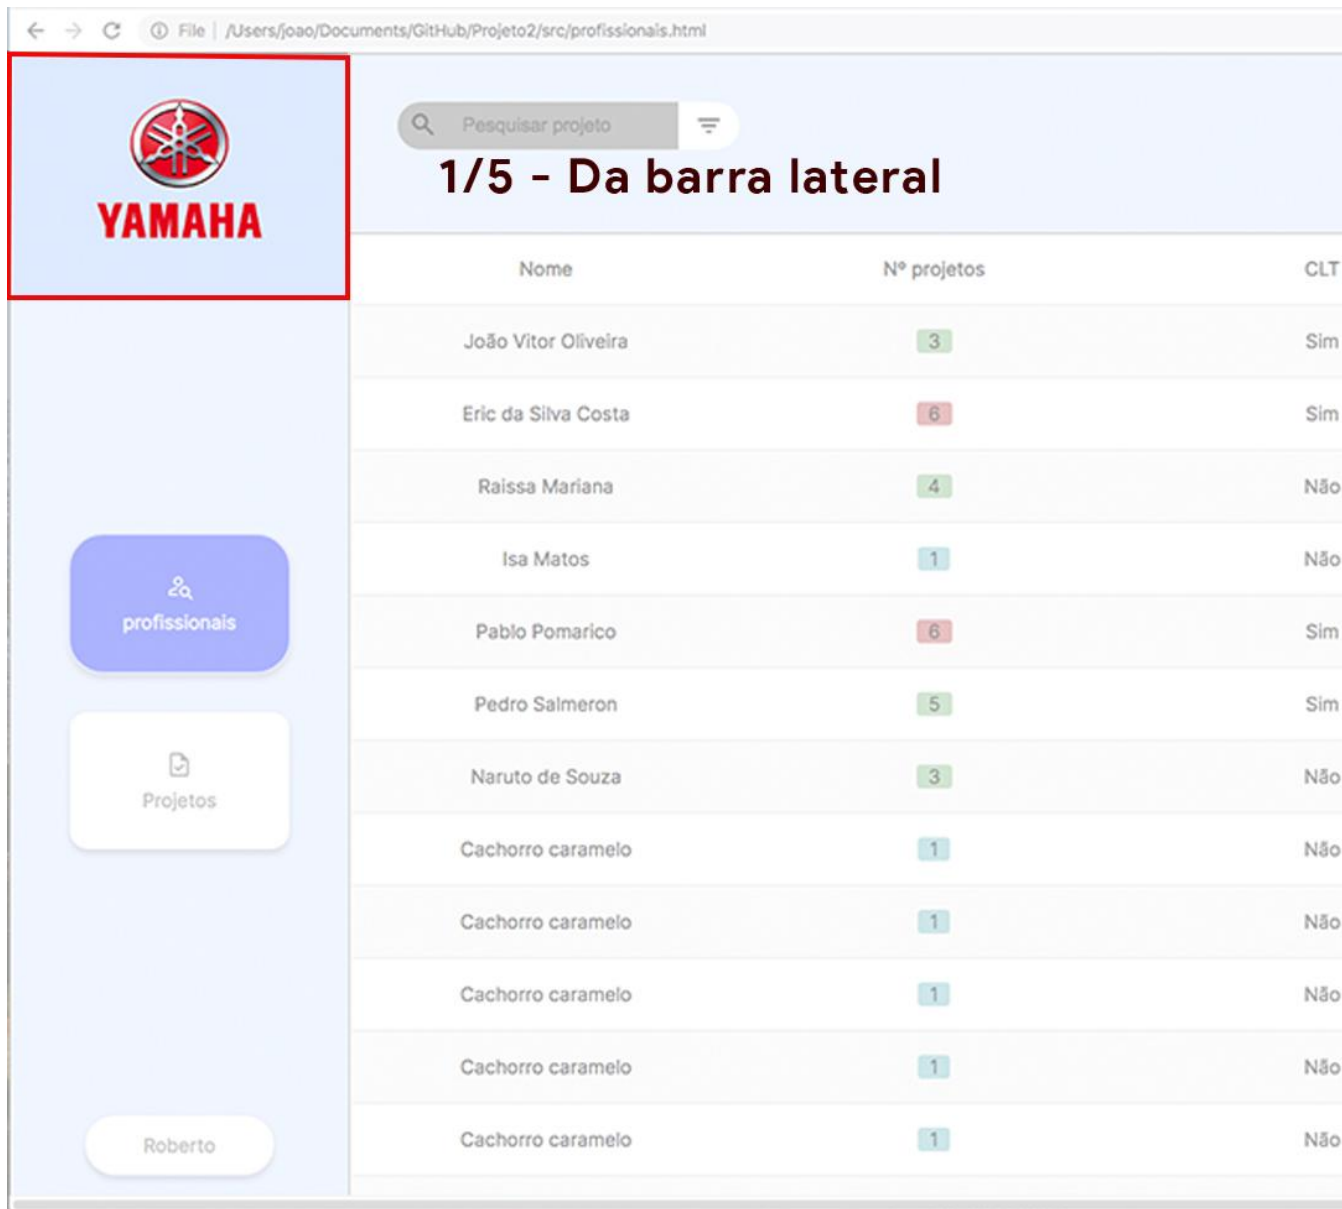 File | /Users/joao/Documents/GitHub/Projeto2/src/profissionais.html
YAMAHA
Pesquisar projeto
1/5 - Da barra lateral
Nome Nº projetos CLT
João Vitor Oliveira 3 Sim
Eric da Silva Costa 6 Sim
Raissa Mariana 4 Não
Isa Matos 1 Não
Pablo Pomarico 6 Sim
Pedro Salmeron 5 Sim
Naruto de Souza 3 Não
Cachorro caramelo 1 Não
Cachorro caramelo 1 Não
Cachorro caramelo 1 Não
Cachorro caramelo 1 Não
Cachorro caramelo 1 Não
profissionais
Projetos
Roberto